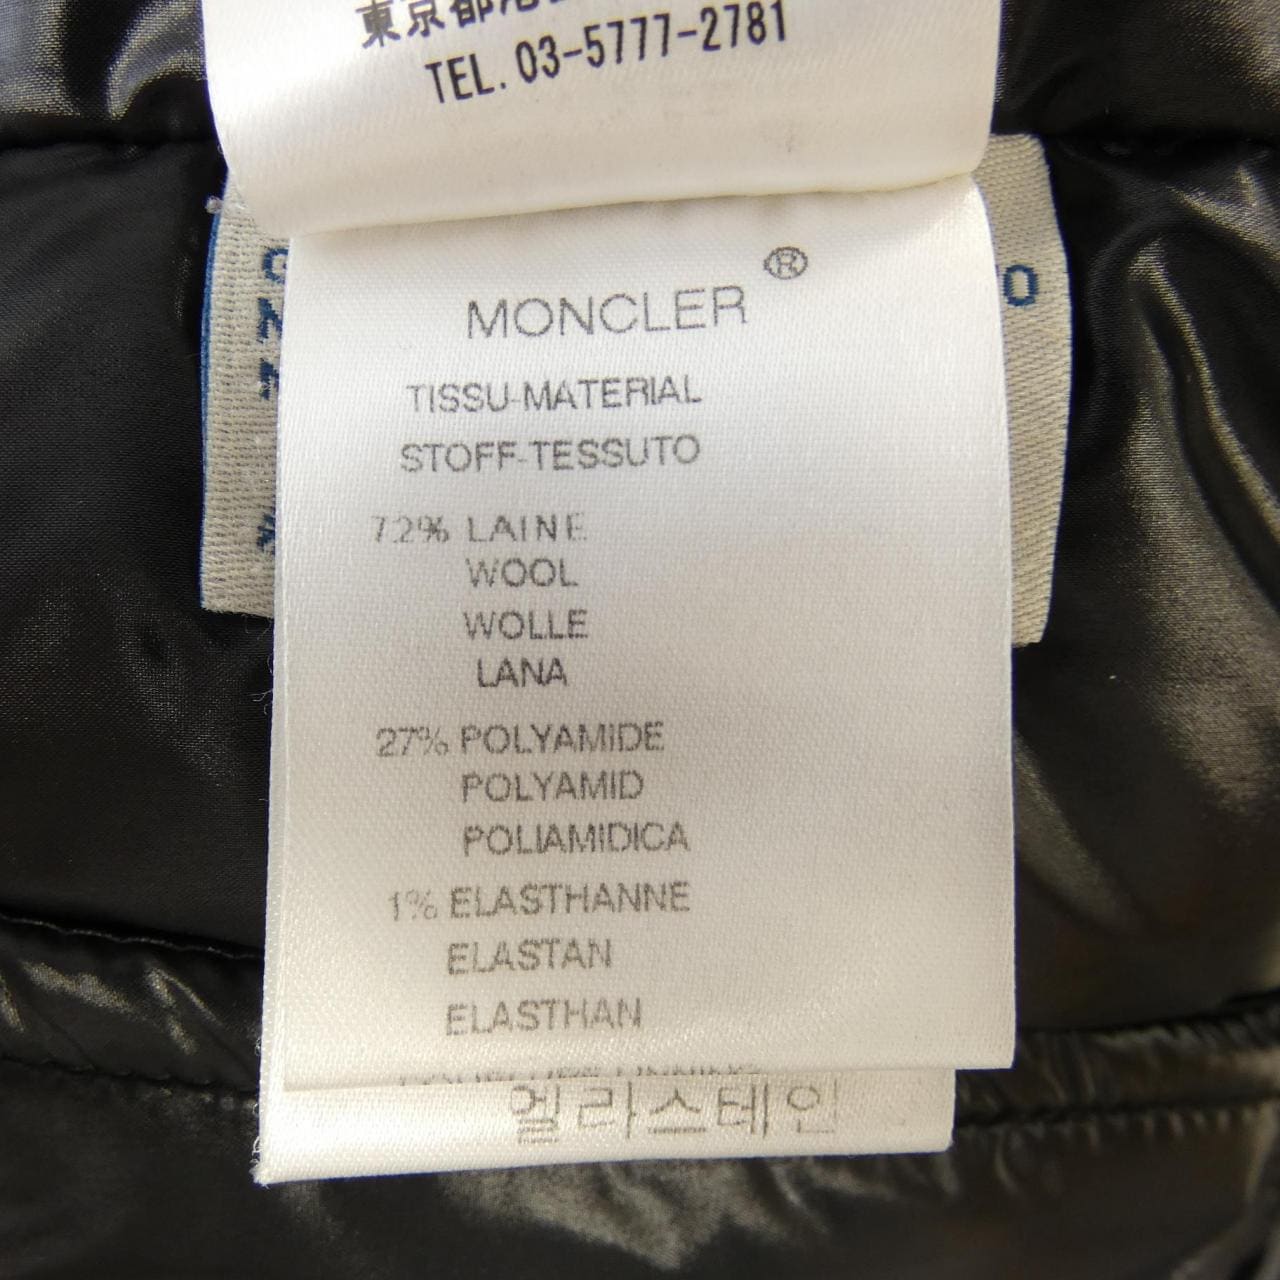 東京都港
TEL. 03-5777-2781
MONCLER®
TISSU-MATERIAL
STOFF-TESSUTO
72% LAINE
WOOL
WOLLE
LANA
27% POLYAMIDE
POLYAMID
POLIAMIDICA
1% ELASTHANNE
ELASTAN
ELASTHAN
엘라스테인